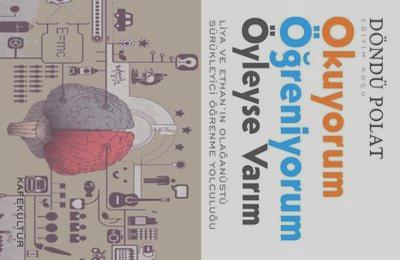 DÖNDÜ POLAT
EĞİTİM KOÇU
Okuyorum
Öğreniyorum
Öyleyse Varım
LİYA VE ETHAN'IN OLAĞANÜSTÜ
SÜRÜKLEYİCİ ÖĞRENME YOLCULUĞU
E=mc²
KAFEKÜLTÜR